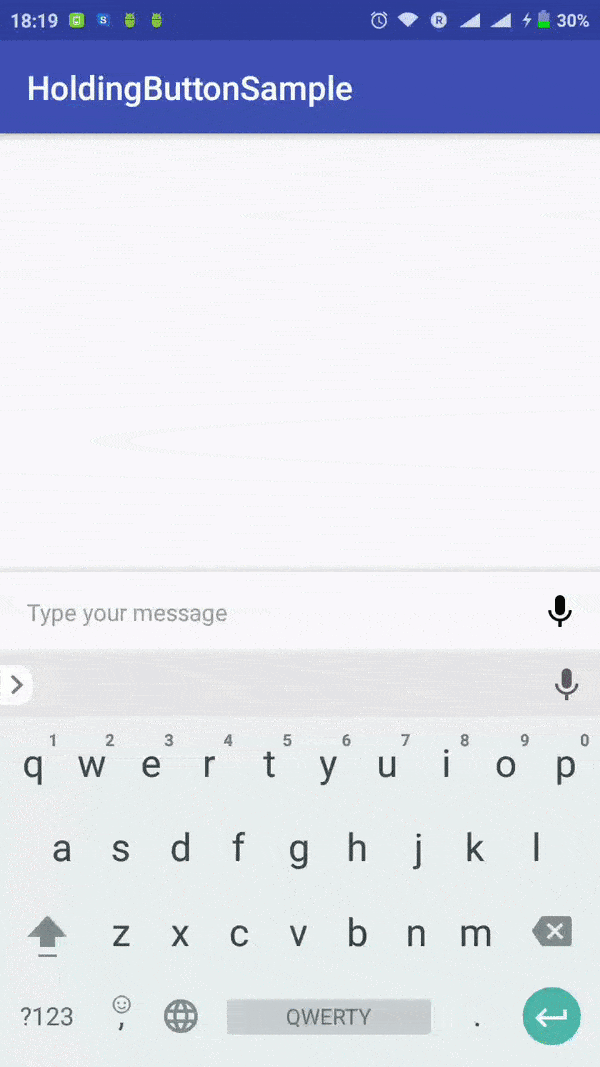 18:19 S R 30%
HoldingButtonSample
Type your message
1 2 3 4 5 6 7 8 9 0
q w e r t y u i o p
a s d f g h j k l
z x c v b n m
?123 , QWERTY .